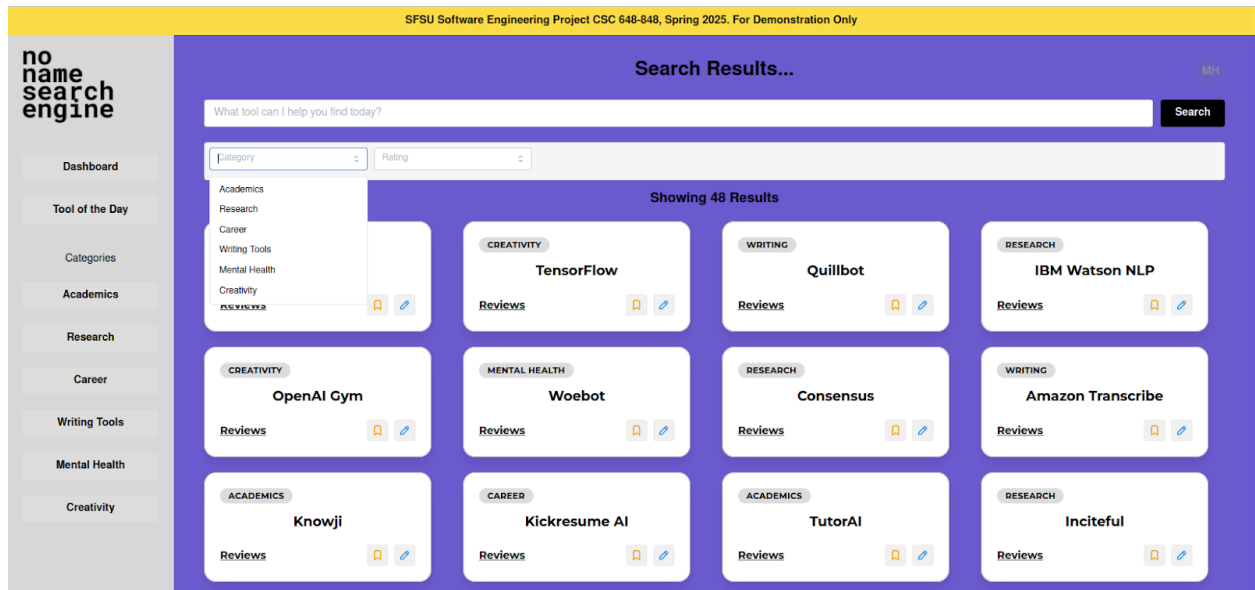 SFSU Software Engineering Project CSC 648-848, Spring 2025. For Demonstration Only
no
name
search
engine
Dashboard
Tool of the Day
Categories
Academics
Research
Career
Writing Tools
Mental Health
Creativity
Search Results...
MH
What tool can I help you find today?
Search
Category
Rating
Academics
Research
Career
Writing Tools
Mental Health
Creativity
Showing 48 Results
Reviews
CREATIVITY
TensorFlow
Reviews
WRITING
Quillbot
Reviews
RESEARCH
IBM Watson NLP
Reviews
CREATIVITY
OpenAI Gym
Reviews
MENTAL HEALTH
Woebot
Reviews
RESEARCH
Consensus
Reviews
WRITING
Amazon Transcribe
Reviews
ACADEMICS
Knowji
Reviews
CAREER
Kickresume AI
Reviews
ACADEMICS
TutorAI
Reviews
RESEARCH
Inciteful
Reviews